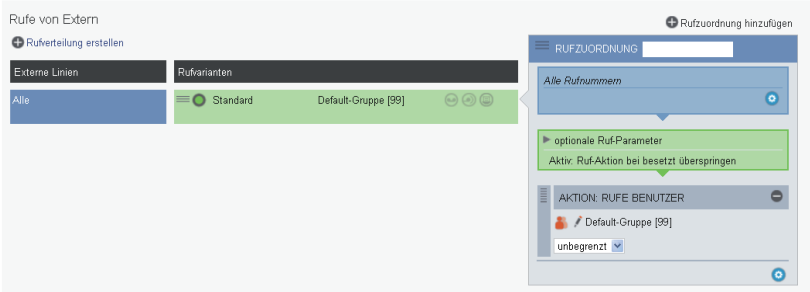 Rufe von Extern
Rufzuordnung hinzufügen
Rufverteilung erstellen
RUFZUORDNUNG
Externe Linien
Rufvarianten
Alle Rufnummern
Alle
Standard
Default-Gruppe [99]
optionale Ruf-Parameter
Aktiv: Ruf-Aktion bei besetzt überspringen
AKTION: RUFE BENUTZER
Default-Gruppe [99]
unbegrenzt